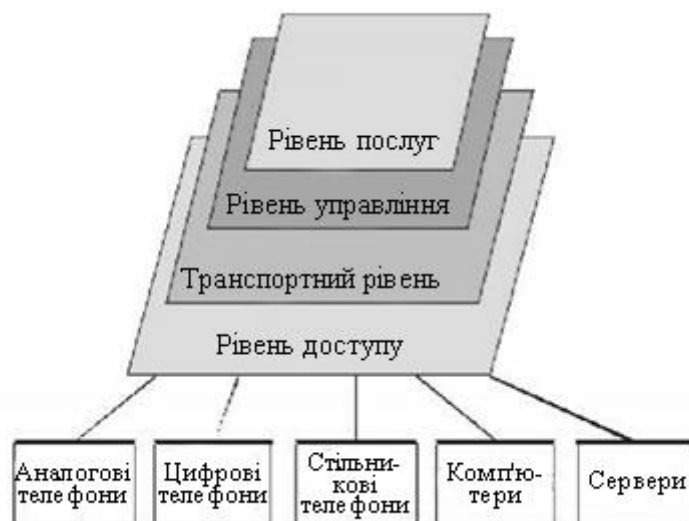 Рівень послуг
Рівень управління
Транспортний рівень
Рівень доступу
Аналогові
телефони
Цифрові
телефони
Стільни-
кові
телефони
Комп'ю-
тери
Сервери